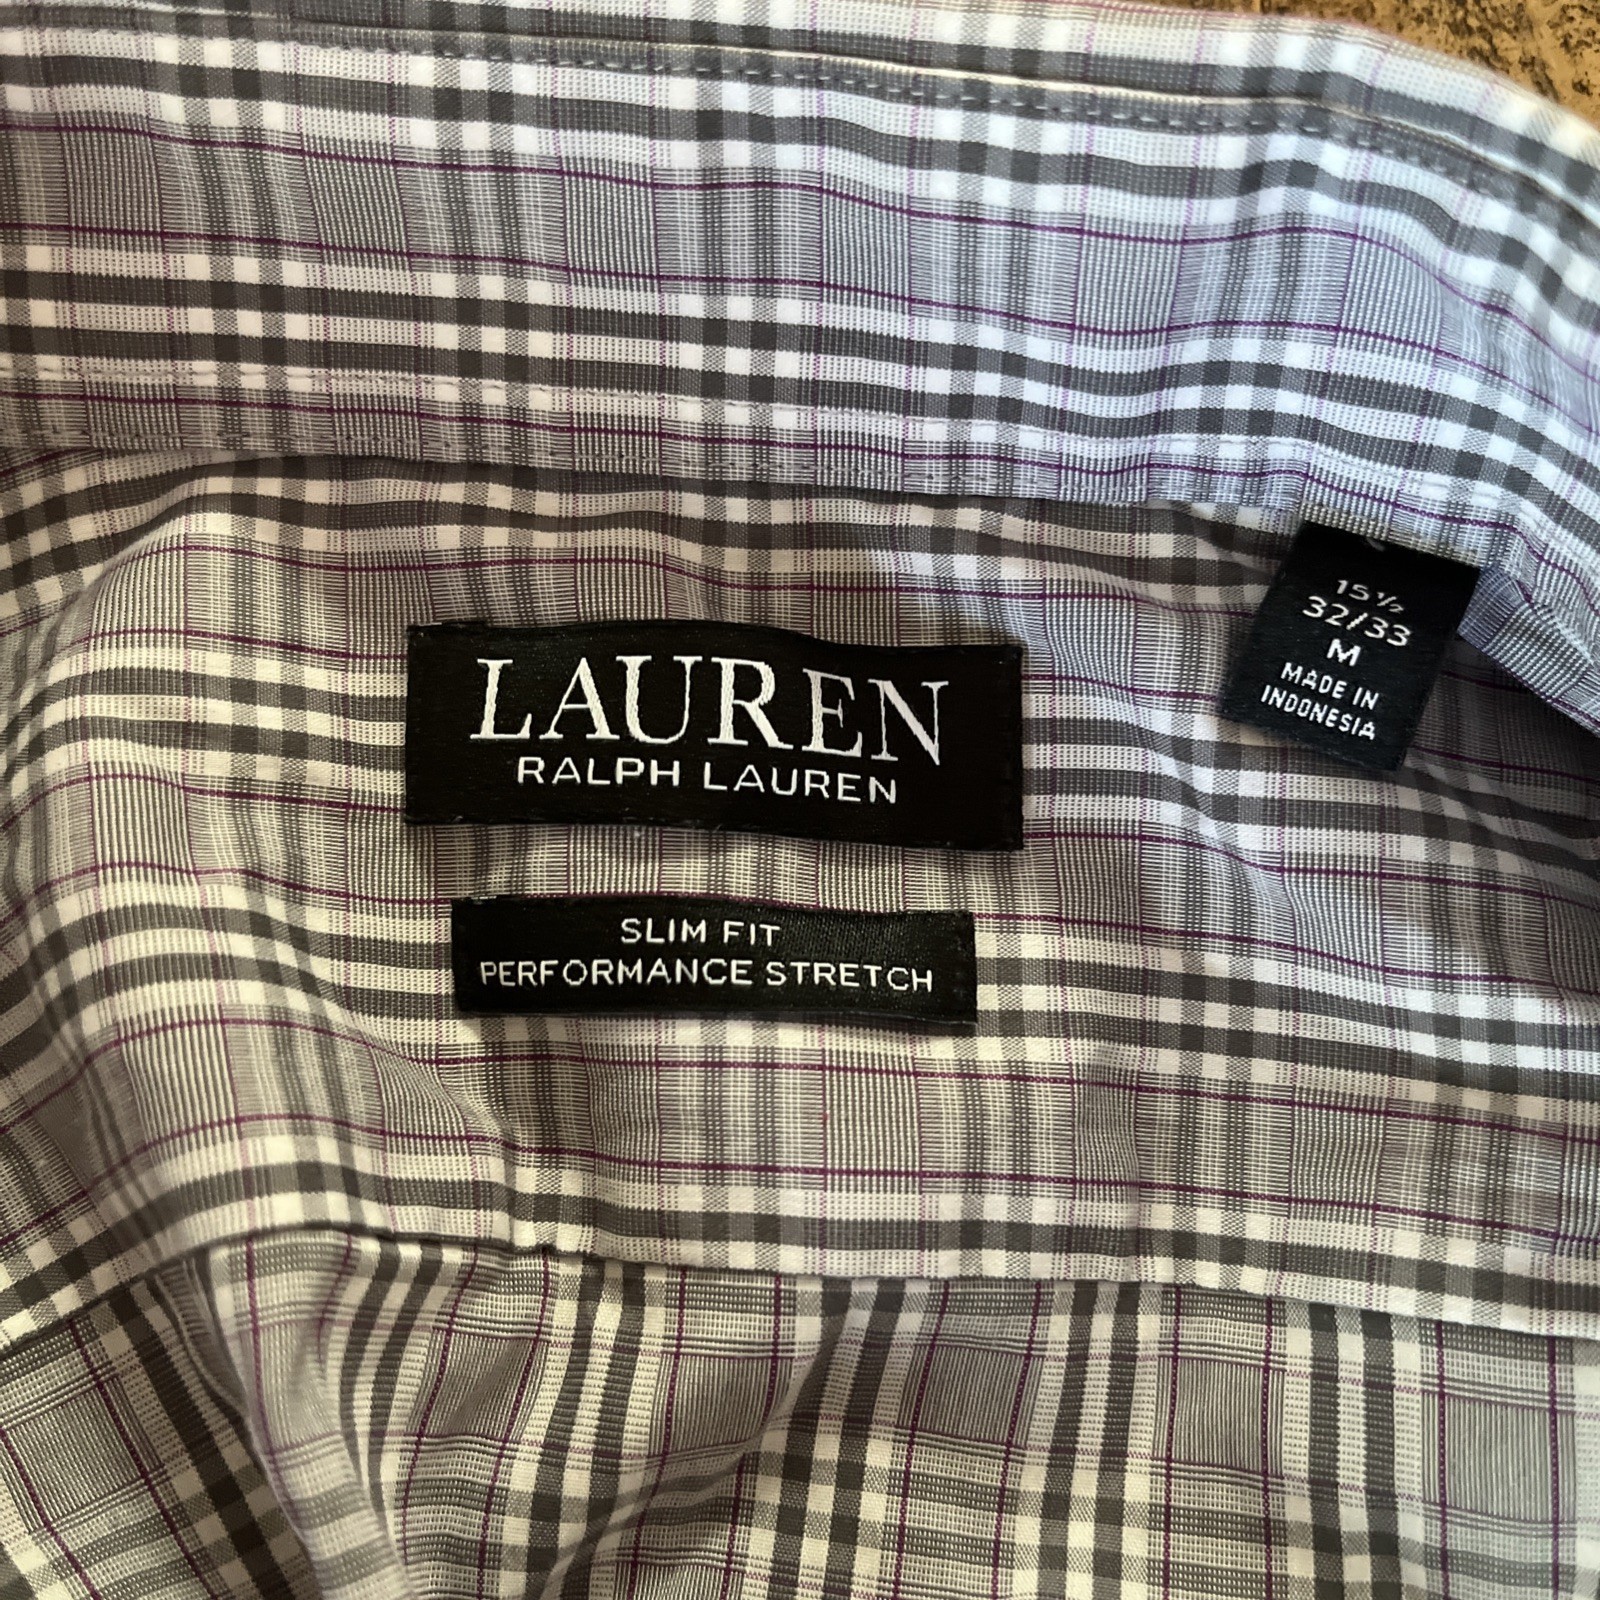 LAUREN
RALPH LAUREN
SLIM FIT
PERFORMANCE STRETCH
15½
32/33
M
MADE IN
INDONESIA